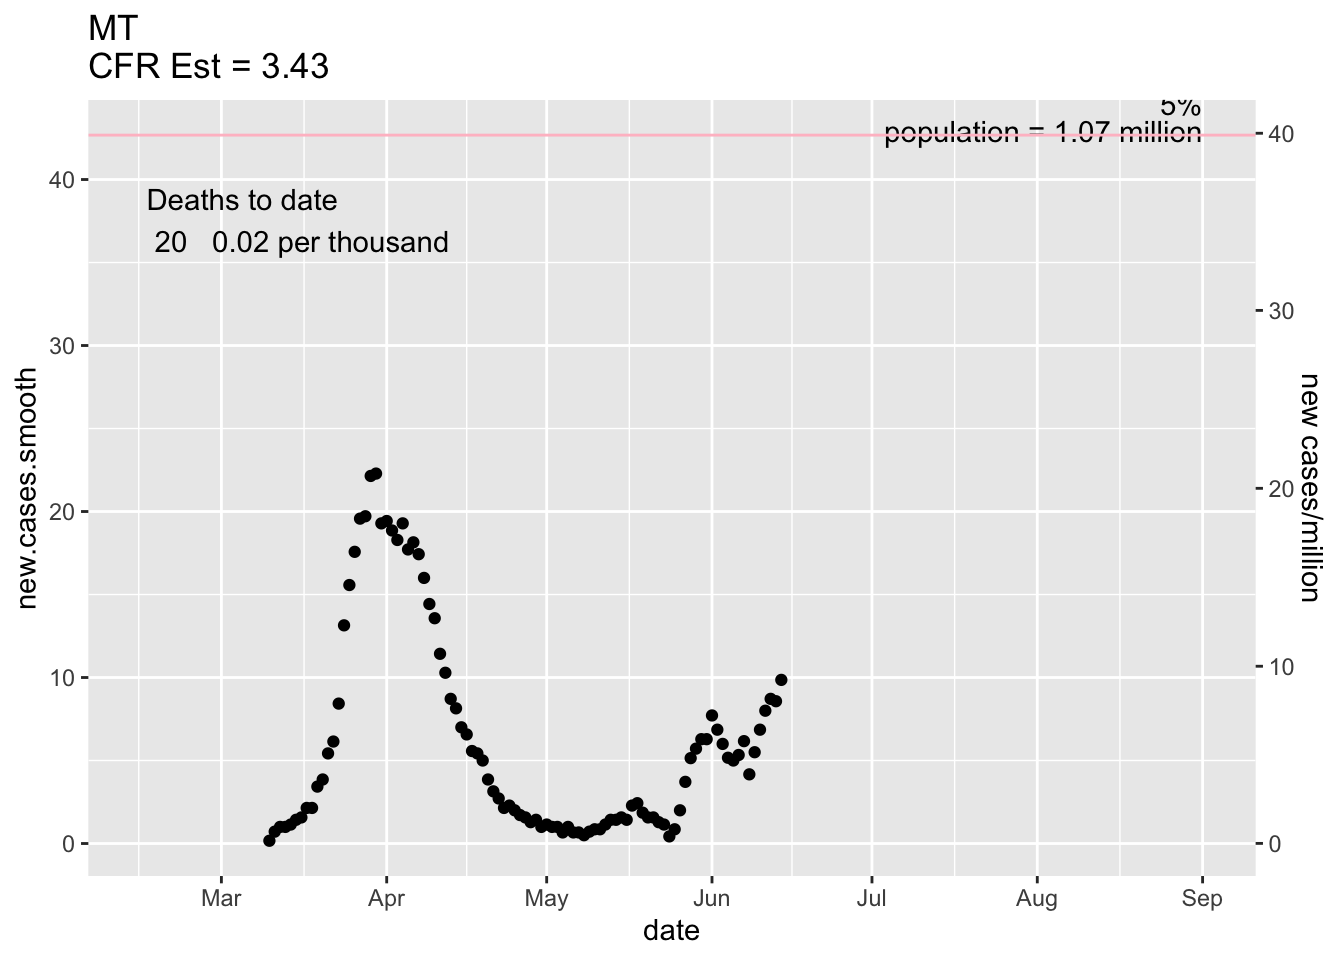 MT
CFR Est = 3.43
5%
population = 1.07 million
Deaths to date
20 0.02 per thousand
40
30
20
10
0
new.cases.smooth
40
30
20
10
0
new cases/million
Mar Apr May Jun Jul Aug Sep
date